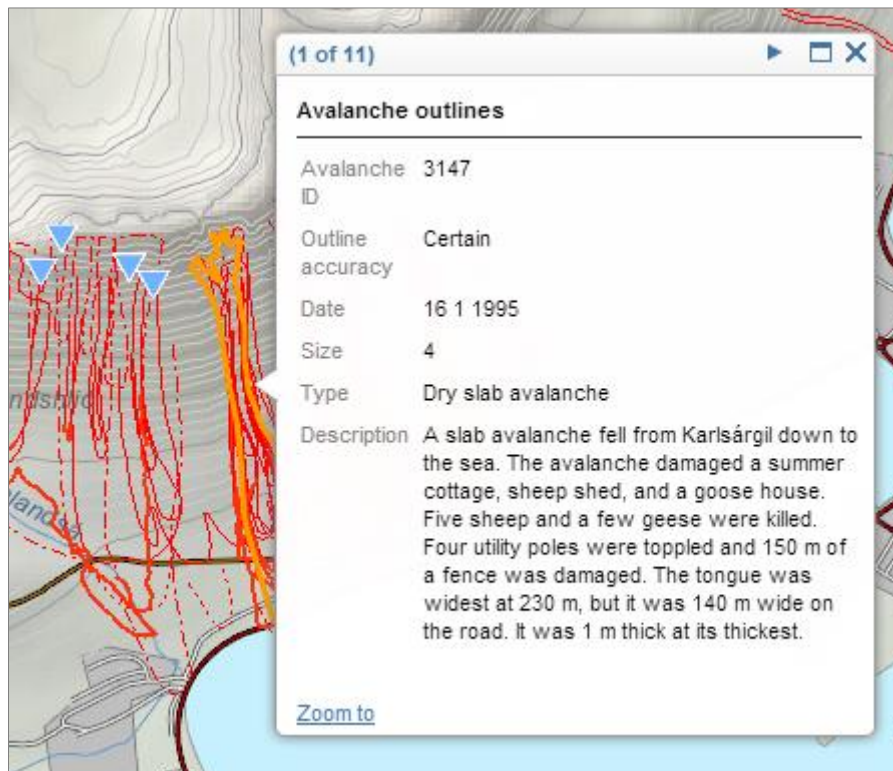 (1 of 11)
Avalanche outlines
Avalanche ID 3147
Outline accuracy Certain
Date 16 1 1995
Size 4
Type Dry slab avalanche
Description A slab avalanche fell from Karlsárgil down to
the sea. The avalanche damaged a summer
cottage, sheep shed, and a goose house.
Five sheep and a few geese were killed.
Four utility poles were toppled and 150 m of
a fence was damaged. The tongue was
widest at 230 m, but it was 140 m wide on
the road. It was 1 m thick at its thickest.
Zoom to